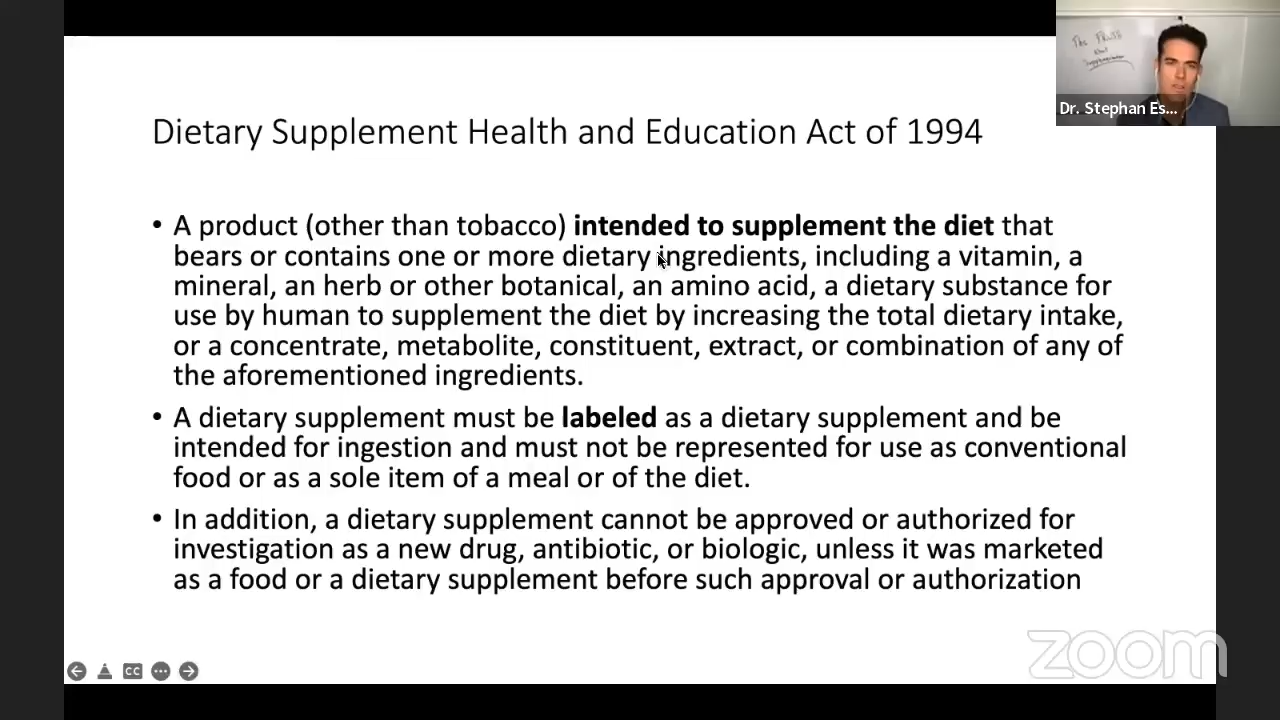 The TRUTH
About
Supplementation
Dr. Stephan Es...
Dietary Supplement Health and Education Act of 1994
• A product (other than tobacco) intended to supplement the diet that
bears or contains one or more dietary ingredients, including a vitamin, a
mineral, an herb or other botanical, an amino acid, a dietary substance for
use by human to supplement the diet by increasing the total dietary intake,
or a concentrate, metabolite, constituent, extract, or combination of any of
the aforementioned ingredients.
• A dietary supplement must be labeled as a dietary supplement and be
intended for ingestion and must not be represented for use as conventional
food or as a sole item of a meal or of the diet.
• In addition, a dietary supplement cannot be approved or authorized for
investigation as a new drug, antibiotic, or biologic, unless it was marketed
as a food or a dietary supplement before such approval or authorization
CC
zoom